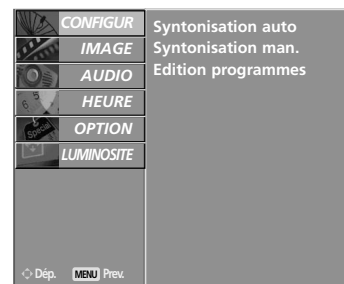 CONFIGUR
IMAGE
AUDIO
HEURE
OPTION
LUMINOSITE
Syntonisation auto
Syntonisation man.
Edition programmes
Dép. MENU Prev.